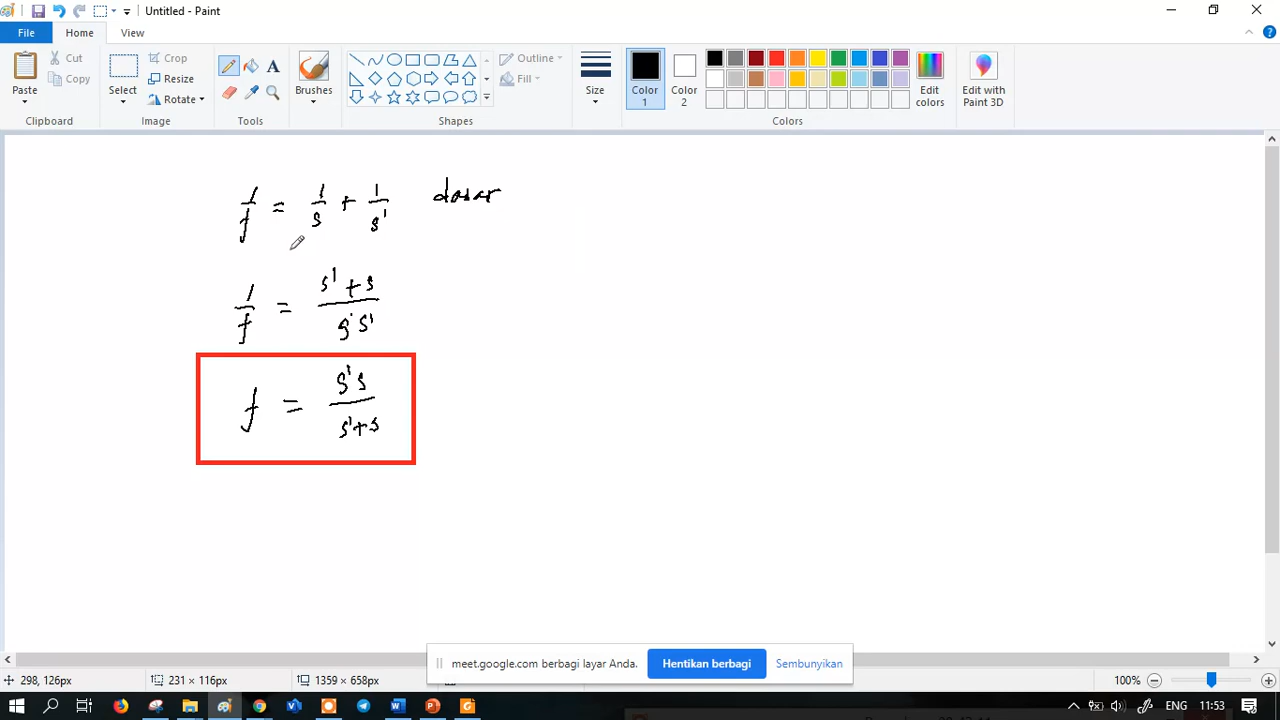 Untitled - Paint
File Home View
Paste
Cut
Copy
Clipboard
Select
Crop
Resize
Rotate
Image
Tools
Brushes
Shapes
Outline
Fill
Size
Color 1
Color 2
Colors
Edit colors
Edit with Paint 3D
1/f = 1/s + 1/s' dasar
1/f = (s' + s)/(s s')
f = (s's)/(s'+s)
meet.google.com berbagi layar Anda. Hentikan berbagi Sembunyikan
298, 126px 231 × 116px 1359 × 658px 100%
ENG 11:53